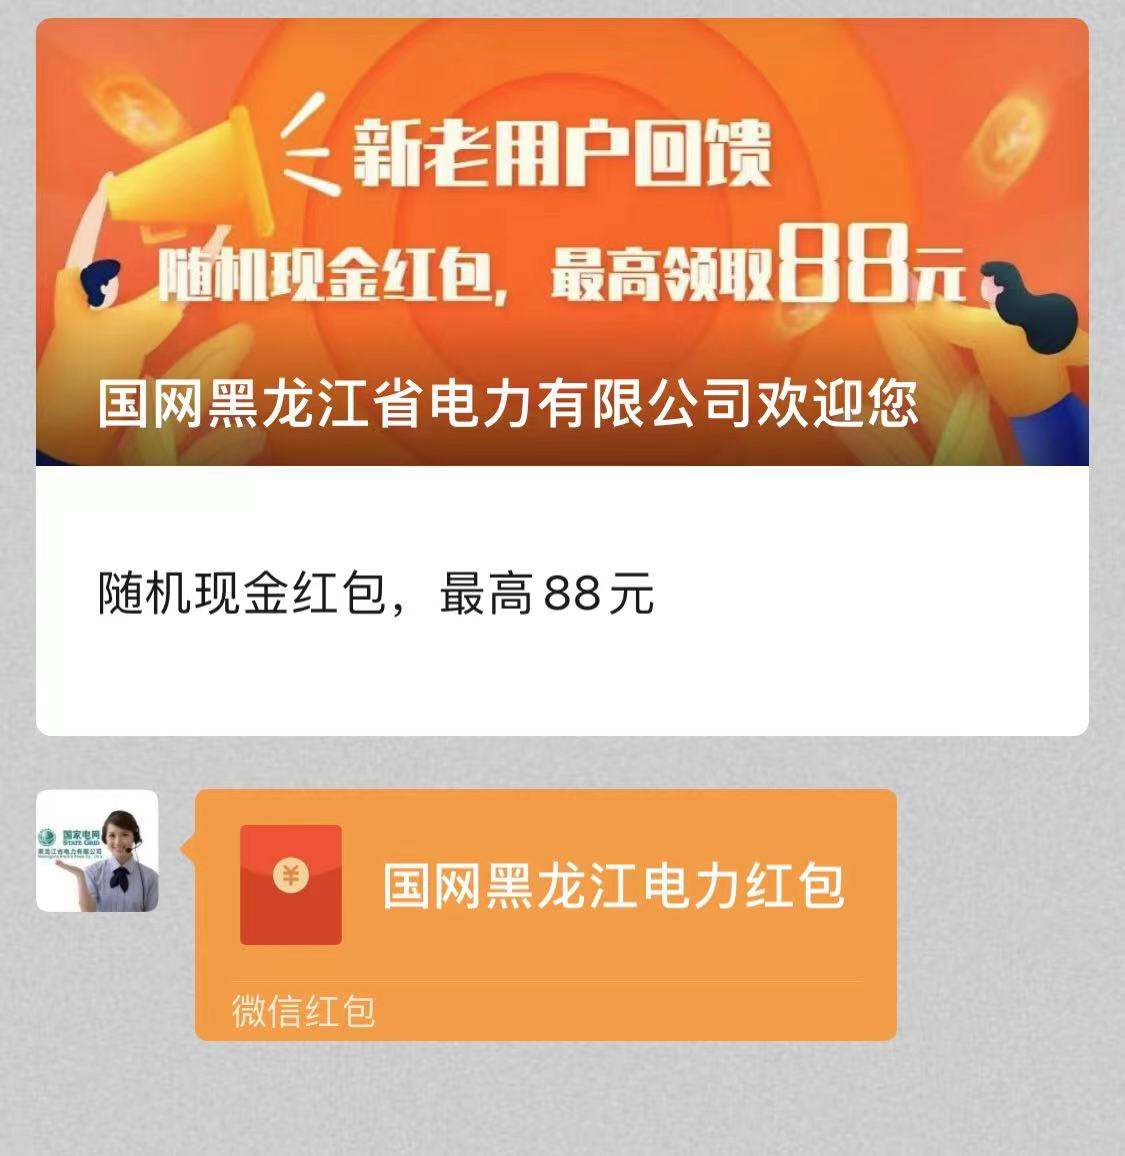 新老用户回馈
随机现金红包，最高领取88元
国网黑龙江省电力有限公司欢迎您
随机现金红包，最高88元
国家电网
STATE GRID
黑龙江省电力有限公司
国网黑龙江电力红包
微信红包